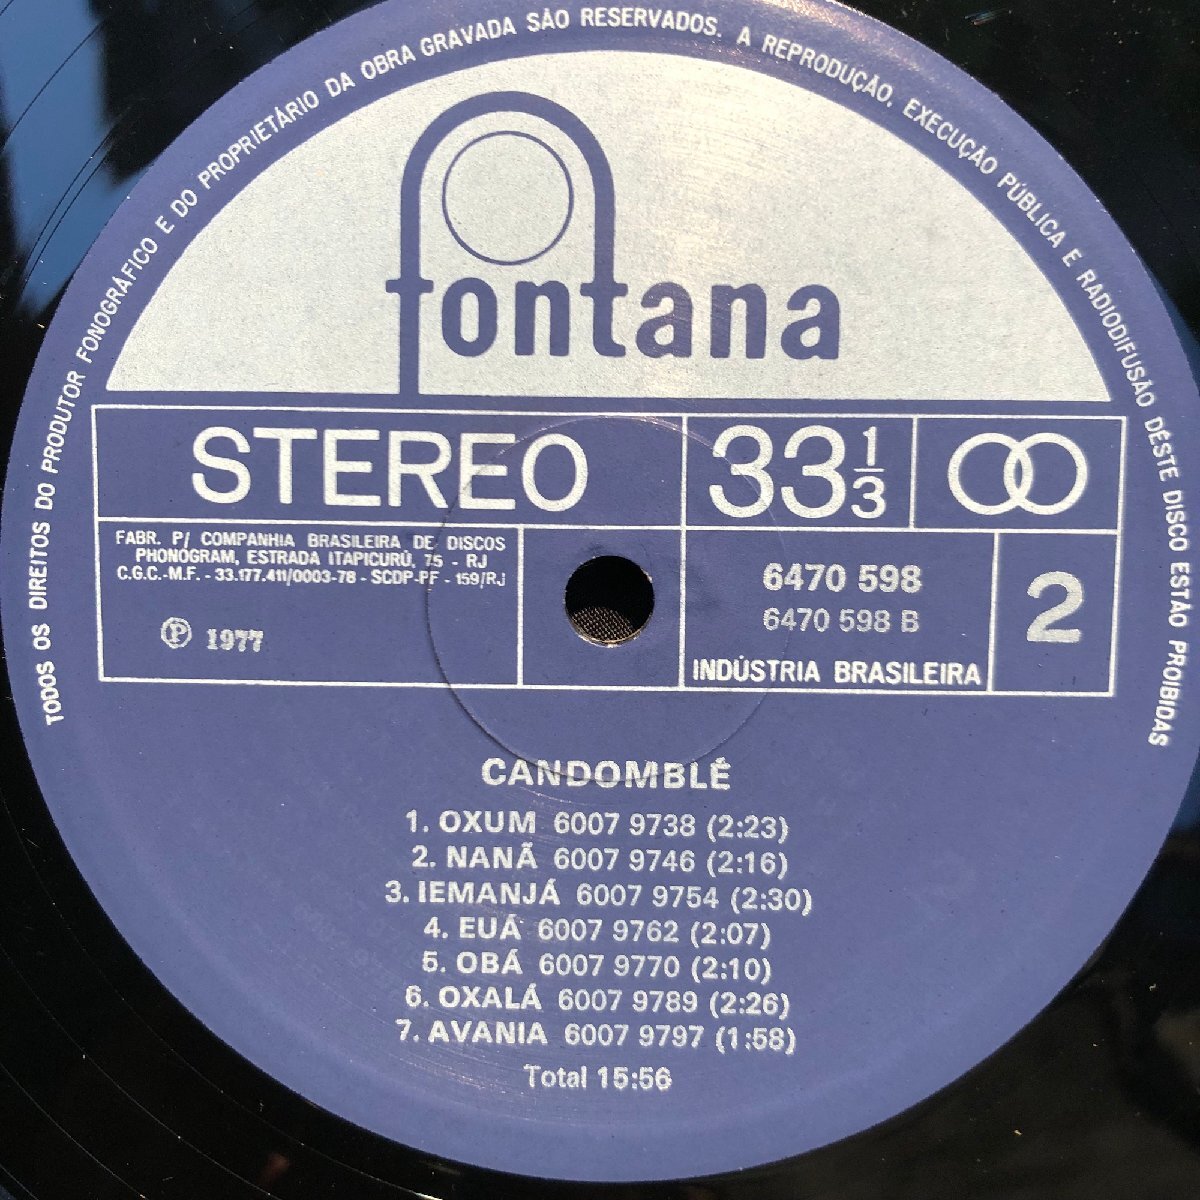 TODOS OS DIREITOS DO PRODUTOR FONOGRÁFICO E DO PROPRIETÁRIO DA OBRA GRAVADA SÃO RESERVADOS. A REPRODUÇÃO, EXECUÇÃO PÚBLICA E RADIODIFUSÃO DÊSTE DISCO ESTÃO PROIBIDAS
fontana
STEREO
33 1/3
FABR. P/ COMPANHIA BRASILEIRA DE DISCOS
PHONOGRAM, ESTRADA ITAPICURÚ, 75 - RJ
C.G.C.-M.F. - 33.177.411/0003-78 - SCDP-PF - 159/RJ
Ⓟ 1977
6470 598
6470 598 B
INDÚSTRIA BRASILEIRA
2
CANDOMBLÉ
1. OXUM 6007 9738 (2:23)
2. NANÃ 6007 9746 (2:16)
3. IEMANJÁ 6007 9754 (2:30)
4. EUÁ 6007 9762 (2:07)
5. OBÁ 6007 9770 (2:10)
6. OXALÁ 6007 9789 (2:26)
7. AVANIA 6007 9797 (1:58)
Total 15:56